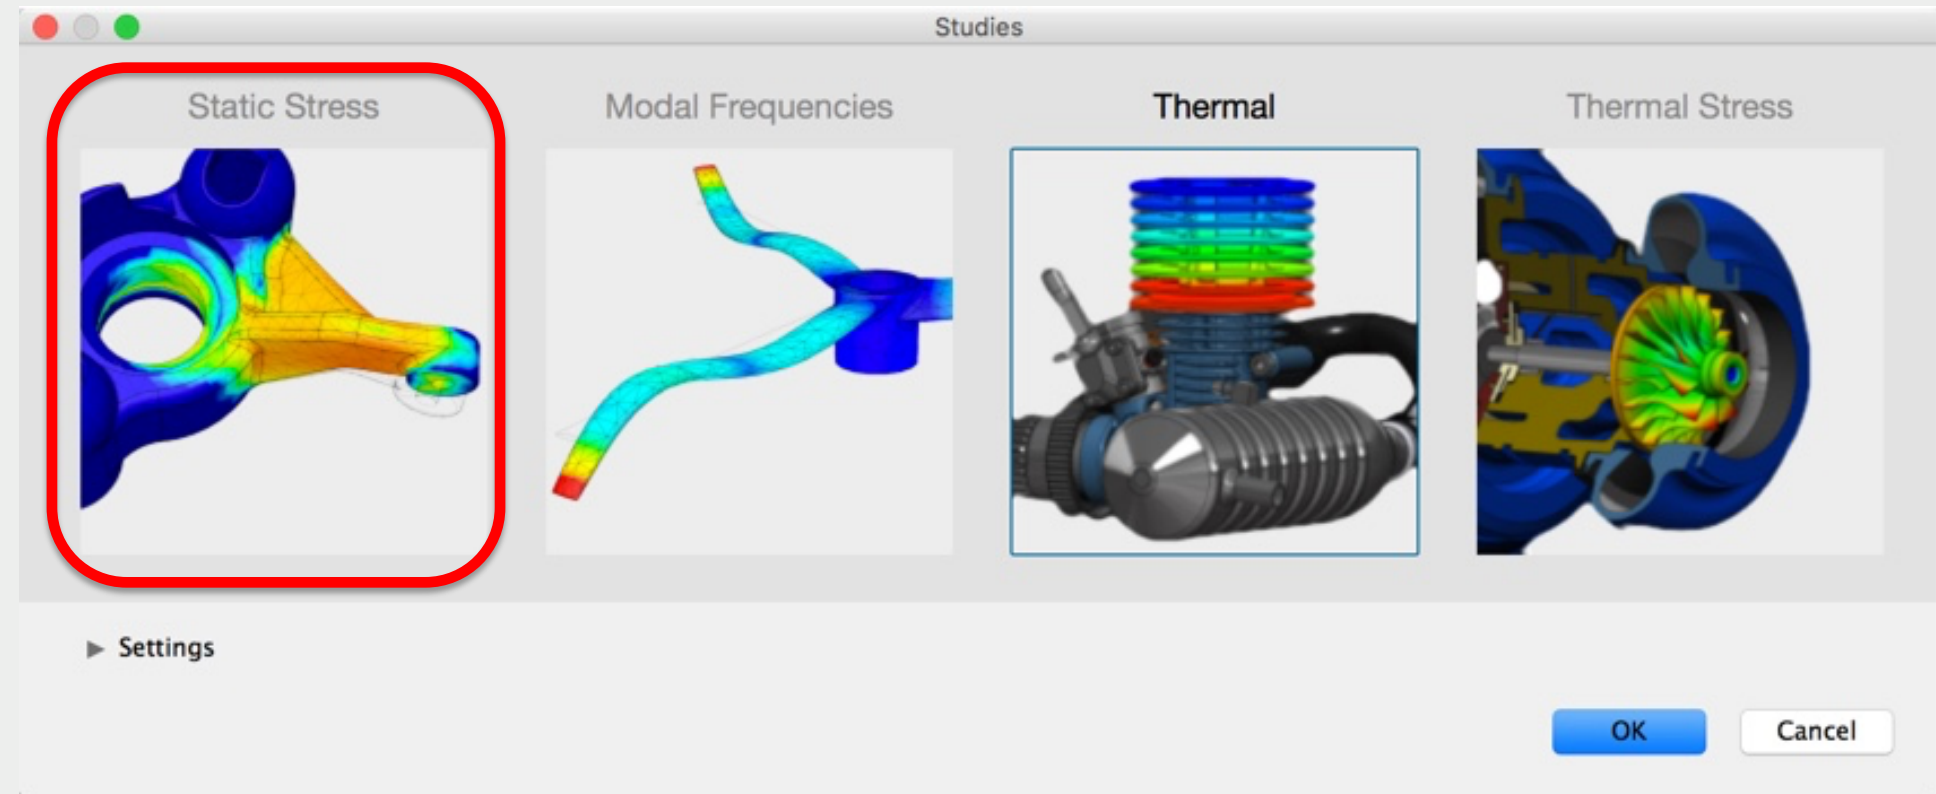 Studies
Static Stress
Modal Frequencies
Thermal
Thermal Stress
Settings
OK
Cancel